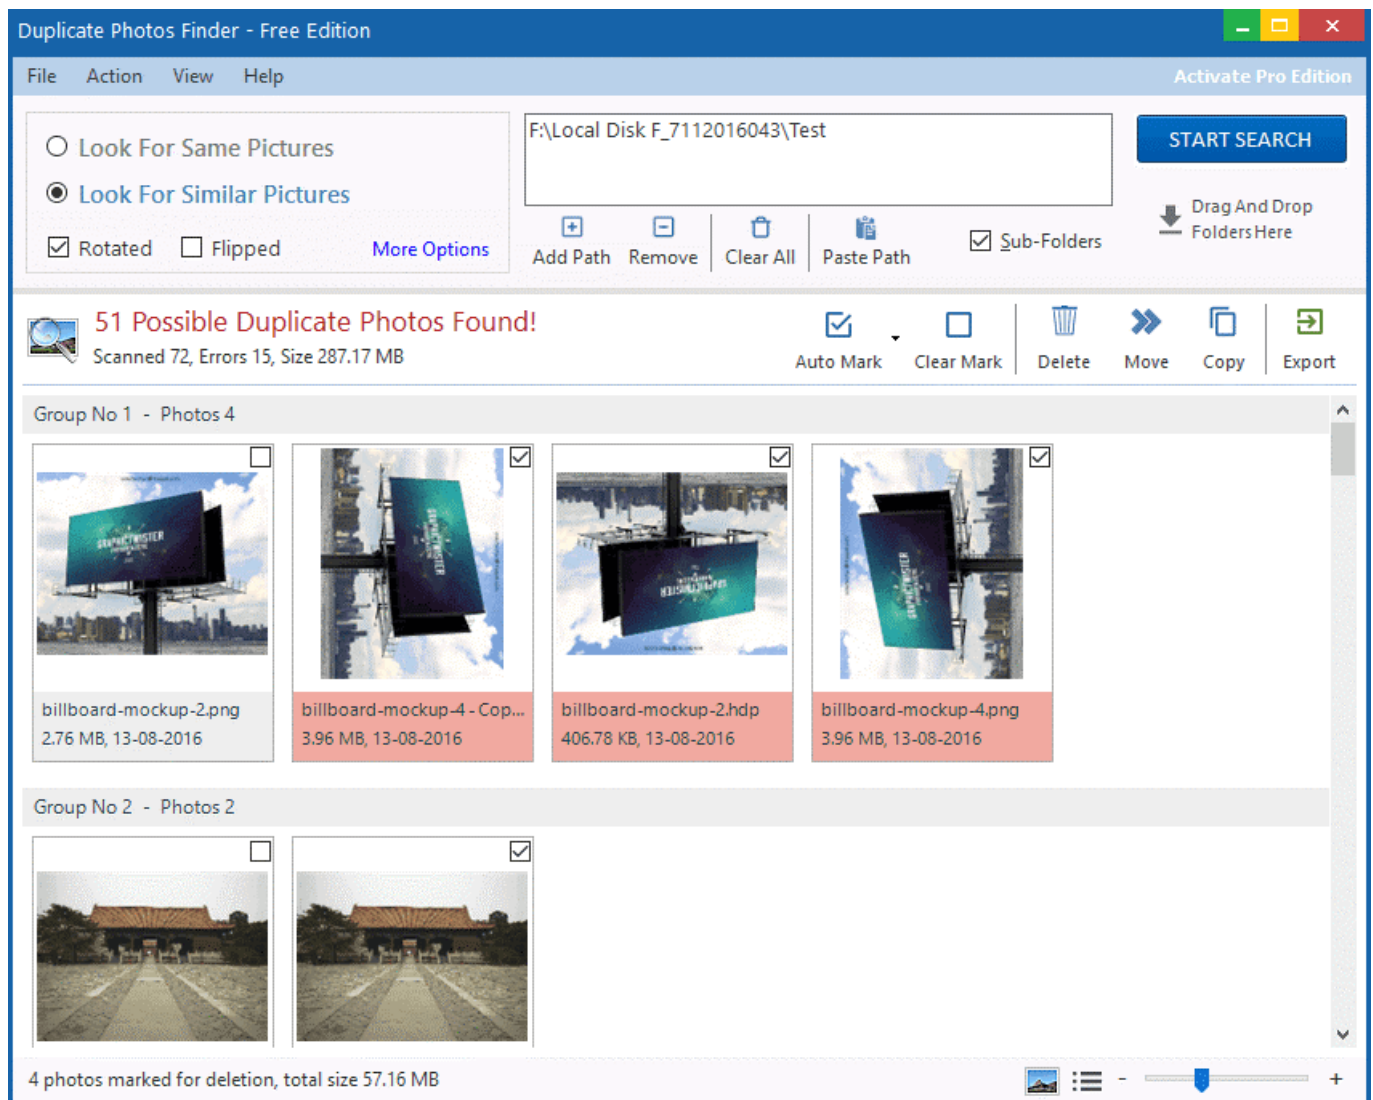 Duplicate Photos Finder - Free Edition
File Action View Help Activate Pro Edition
Look For Same Pictures
Look For Similar Pictures
Rotated Flipped More Options
F:\Local Disk F_7112016043\Test
Add Path Remove Clear All Paste Path Sub-Folders
START SEARCH
Drag And Drop
Folders Here
51 Possible Duplicate Photos Found!
Scanned 72, Errors 15, Size 287.17 MB
Auto Mark Clear Mark Delete Move Copy Export
Group No 1 - Photos 4
GRAPHICTWISTER
GRAPHICTWISTER
GRAPHICTWISTER
GRAPHICTWISTER
billboard-mockup-2.png
2.76 MB, 13-08-2016
billboard-mockup-4 - Cop...
3.96 MB, 13-08-2016
billboard-mockup-2.hdp
406.78 KB, 13-08-2016
billboard-mockup-4.png
3.96 MB, 13-08-2016
Group No 2 - Photos 2
4 photos marked for deletion, total size 57.16 MB
- +